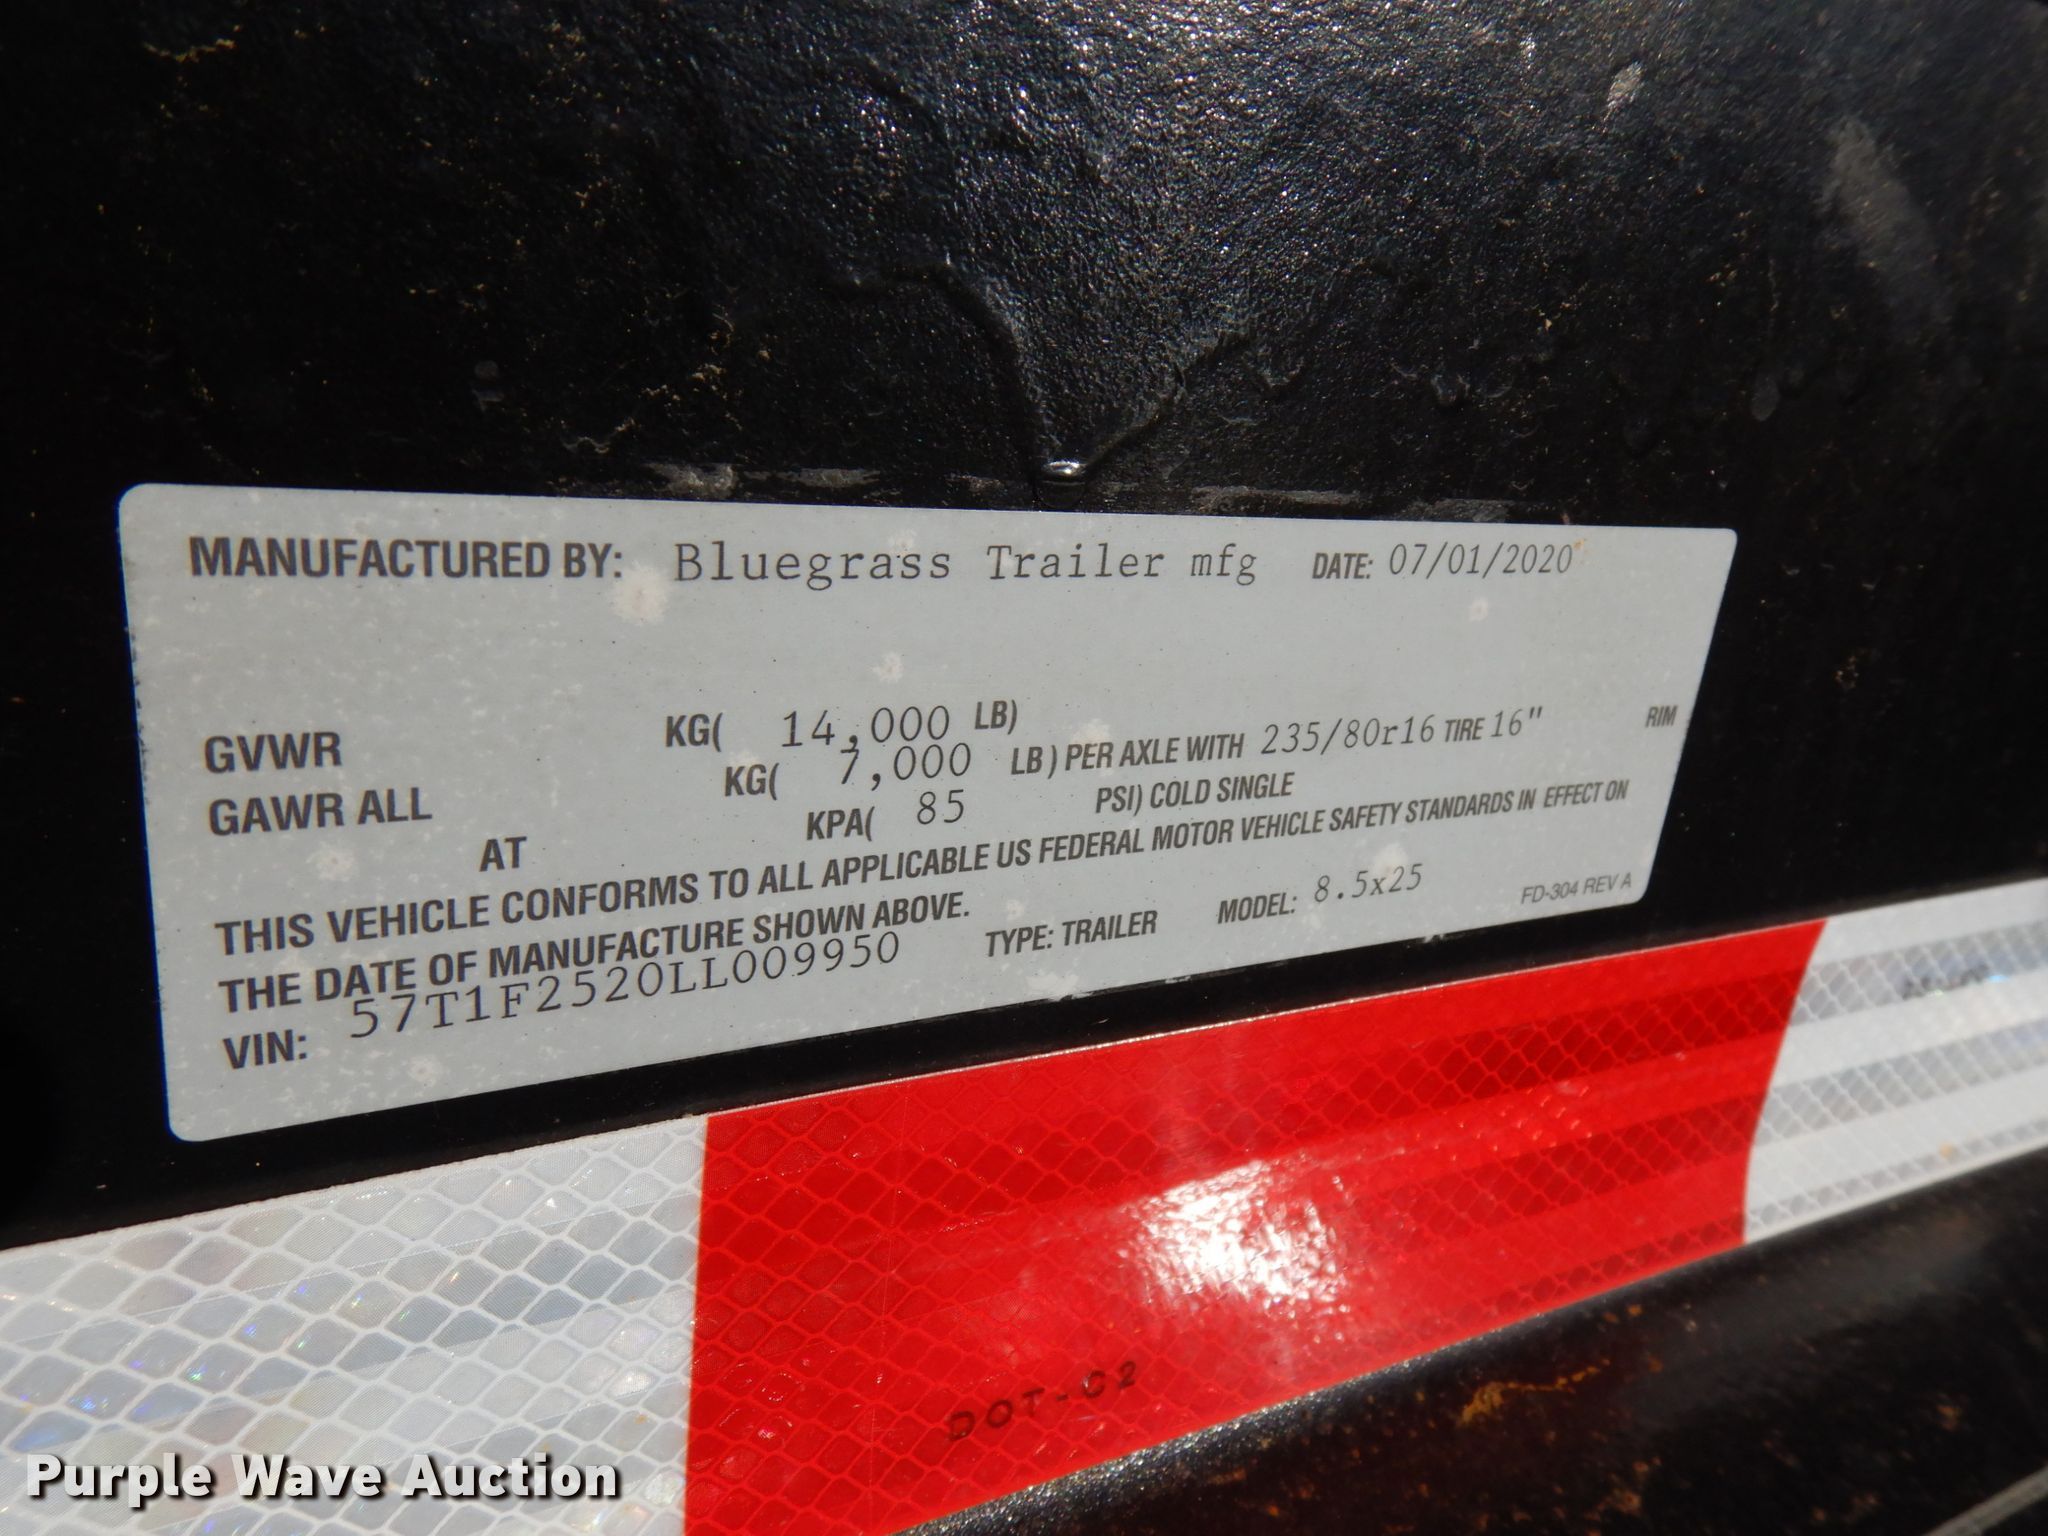 MANUFACTURED BY: Bluegrass Trailer mfg DATE: 07/01/2020
GVWR KG( 14,000 LB)
GAWR ALL KG( 7,000 LB) PER AXLE WITH 235/80r16 TIRE 16" RIM
AT KPA( 85 PSI) COLD SINGLE
THIS VEHICLE CONFORMS TO ALL APPLICABLE US FEDERAL MOTOR VEHICLE SAFETY STANDARDS IN EFFECT ON
THE DATE OF MANUFACTURE SHOWN ABOVE.
VIN: 57T1F2520LL009950 TYPE: TRAILER MODEL: 8.5x25 FD-304 REV A
DOT-C2
Purple Wave Auction